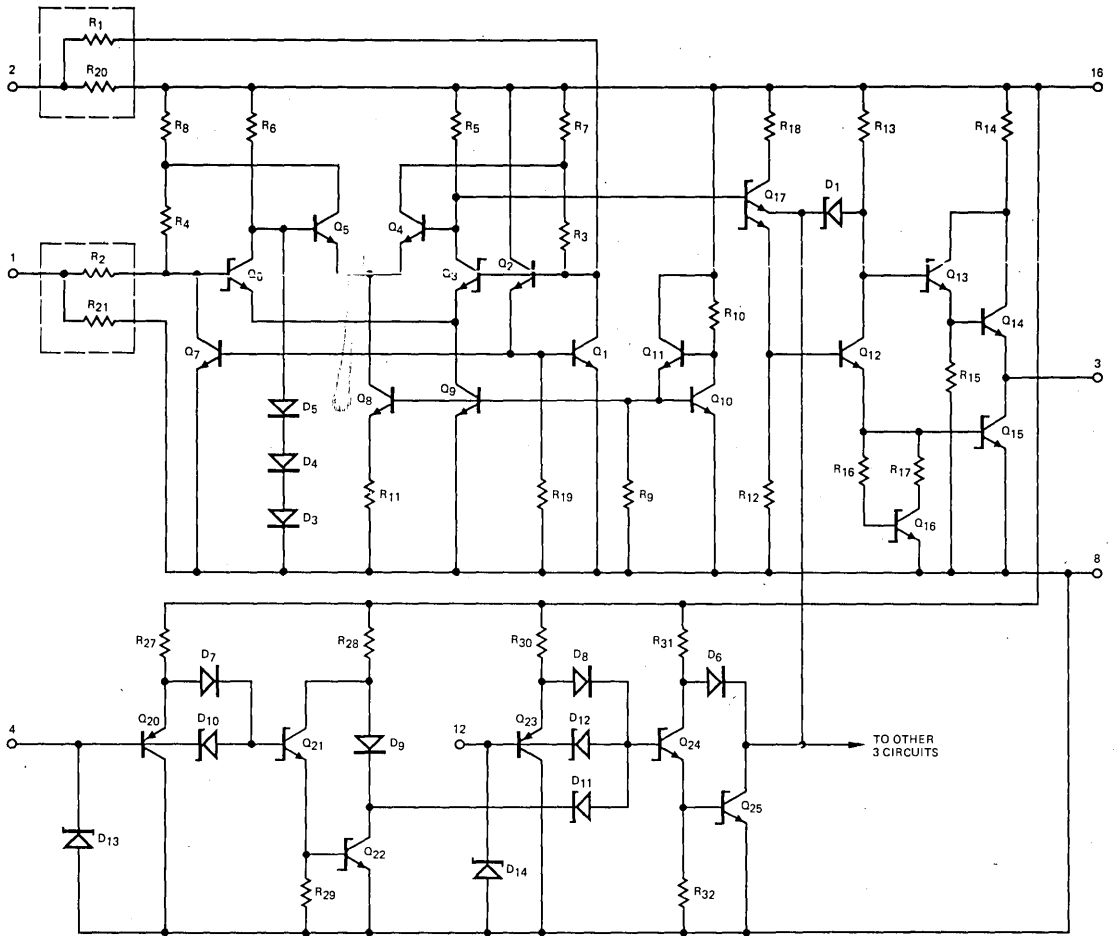 R1
2
R20
16
R8
R6
R5
R7
R18
R13
R14
D1
Q17
R4
Q5
Q4
R3
1
R2
Q6
Q3
Q2
Q13
R21
R10
Q14
Q7
Q1
Q11
Q12
R15
3
D5
Q8
Q9
Q10
Q15
D4
R11
R19
R9
R12
R16
R17
D3
Q16
8
R27
R28
R30
R31
D7
D8
D6
Q20
D10
Q23
D12
4
Q21
D9
12
Q24
TO OTHER
3 CIRCUITS
D11
Q25
D13
Q22
D14
R29
R32